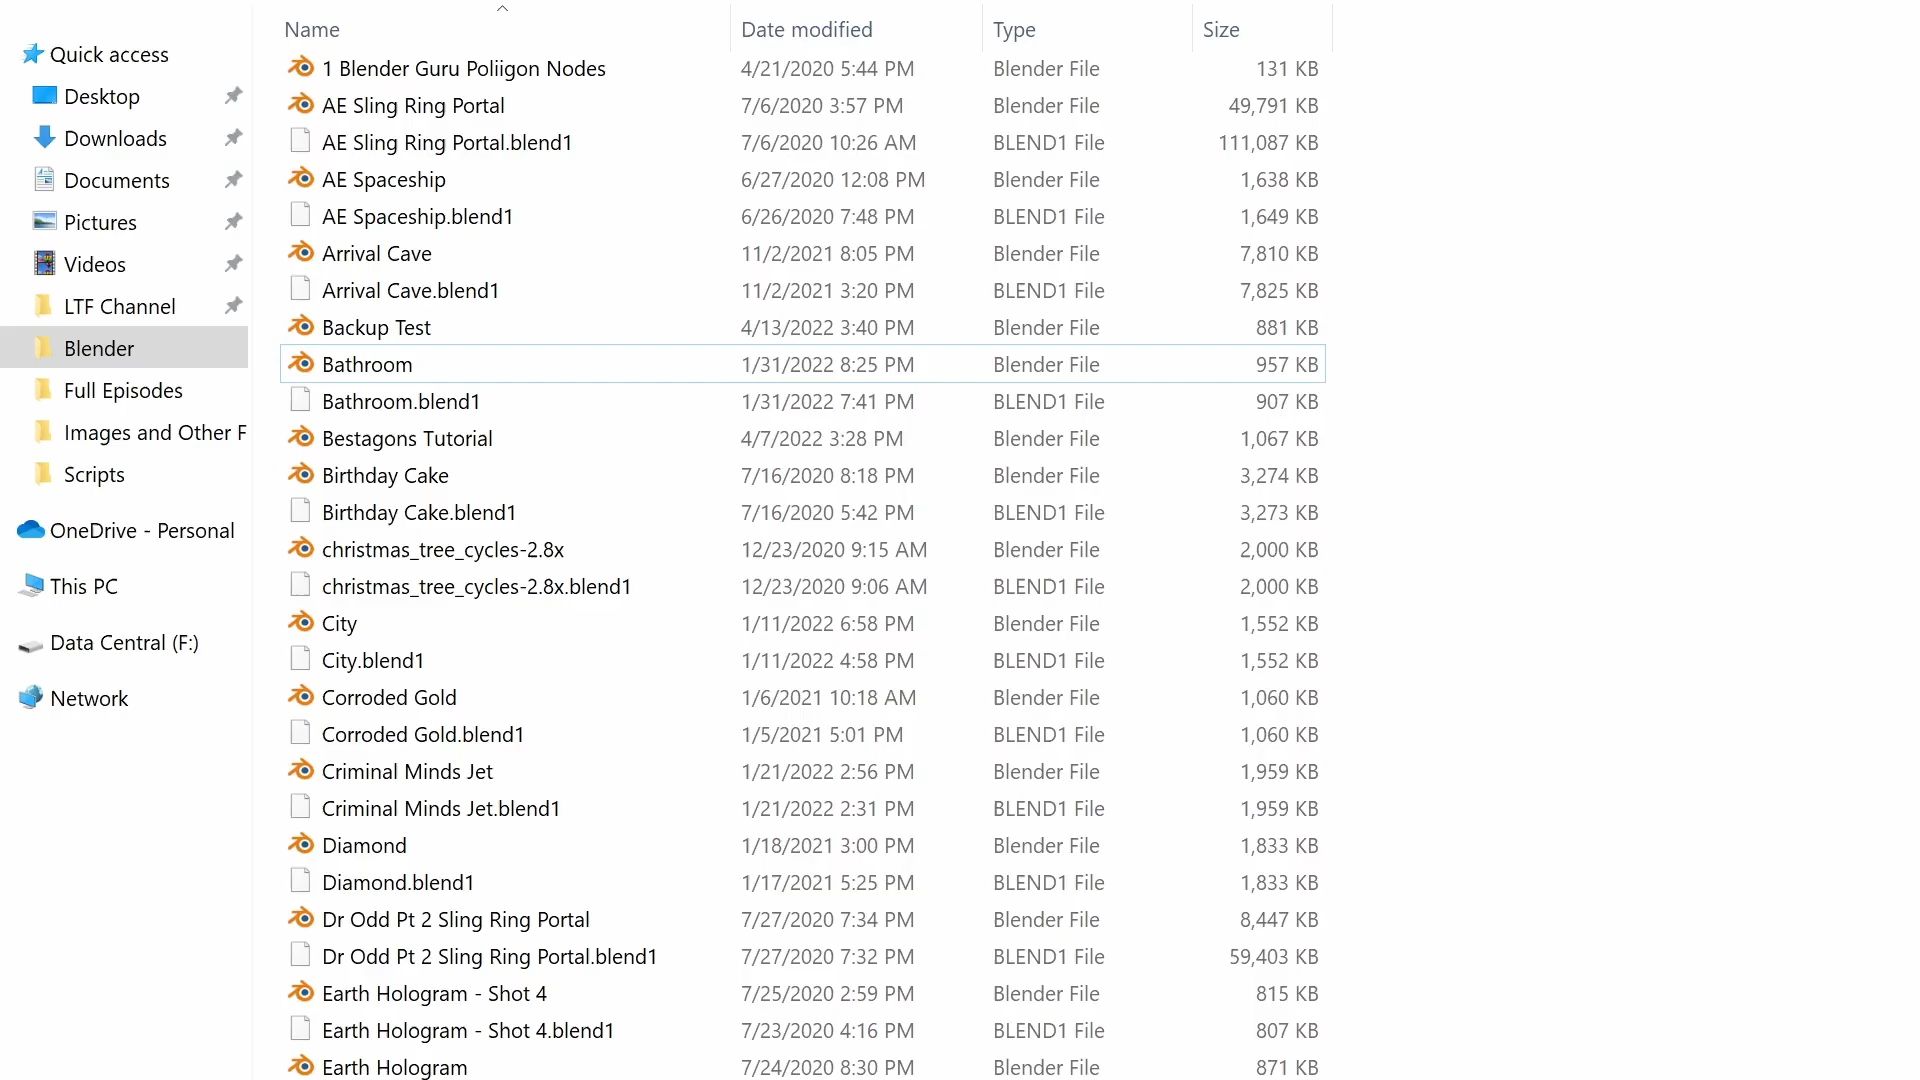 Name Date modified Type Size
Quick access
Desktop
Downloads
Documents
Pictures
Videos
LTF Channel
Blender
Full Episodes
Images and Other F
Scripts
OneDrive - Personal
This PC
Data Central (F:)
Network
1 Blender Guru Poliigon Nodes 4/21/2020 5:44 PM Blender File 131 KB
AE Sling Ring Portal 7/6/2020 3:57 PM Blender File 49,791 KB
AE Sling Ring Portal.blend1 7/6/2020 10:26 AM BLEND1 File 111,087 KB
AE Spaceship 6/27/2020 12:08 PM Blender File 1,638 KB
AE Spaceship.blend1 6/26/2020 7:48 PM BLEND1 File 1,649 KB
Arrival Cave 11/2/2021 8:05 PM Blender File 7,810 KB
Arrival Cave.blend1 11/2/2021 3:20 PM BLEND1 File 7,825 KB
Backup Test 4/13/2022 3:40 PM Blender File 881 KB
Bathroom 1/31/2022 8:25 PM Blender File 957 KB
Bathroom.blend1 1/31/2022 7:41 PM BLEND1 File 907 KB
Bestagons Tutorial 4/7/2022 3:28 PM Blender File 1,067 KB
Birthday Cake 7/16/2020 8:18 PM Blender File 3,274 KB
Birthday Cake.blend1 7/16/2020 5:42 PM BLEND1 File 3,273 KB
christmas_tree_cycles-2.8x 12/23/2020 9:15 AM Blender File 2,000 KB
christmas_tree_cycles-2.8x.blend1 12/23/2020 9:06 AM BLEND1 File 2,000 KB
City 1/11/2022 6:58 PM Blender File 1,552 KB
City.blend1 1/11/2022 4:58 PM BLEND1 File 1,552 KB
Corroded Gold 1/6/2021 10:18 AM Blender File 1,060 KB
Corroded Gold.blend1 1/5/2021 5:01 PM BLEND1 File 1,060 KB
Criminal Minds Jet 1/21/2022 2:56 PM Blender File 1,959 KB
Criminal Minds Jet.blend1 1/21/2022 2:31 PM BLEND1 File 1,959 KB
Diamond 1/18/2021 3:00 PM Blender File 1,833 KB
Diamond.blend1 1/17/2021 5:25 PM BLEND1 File 1,833 KB
Dr Odd Pt 2 Sling Ring Portal 7/27/2020 7:34 PM Blender File 8,447 KB
Dr Odd Pt 2 Sling Ring Portal.blend1 7/27/2020 7:32 PM BLEND1 File 59,403 KB
Earth Hologram - Shot 4 7/25/2020 2:59 PM Blender File 815 KB
Earth Hologram - Shot 4.blend1 7/23/2020 4:16 PM BLEND1 File 807 KB
Earth Hologram 7/24/2020 8:30 PM Blender File 871 KB